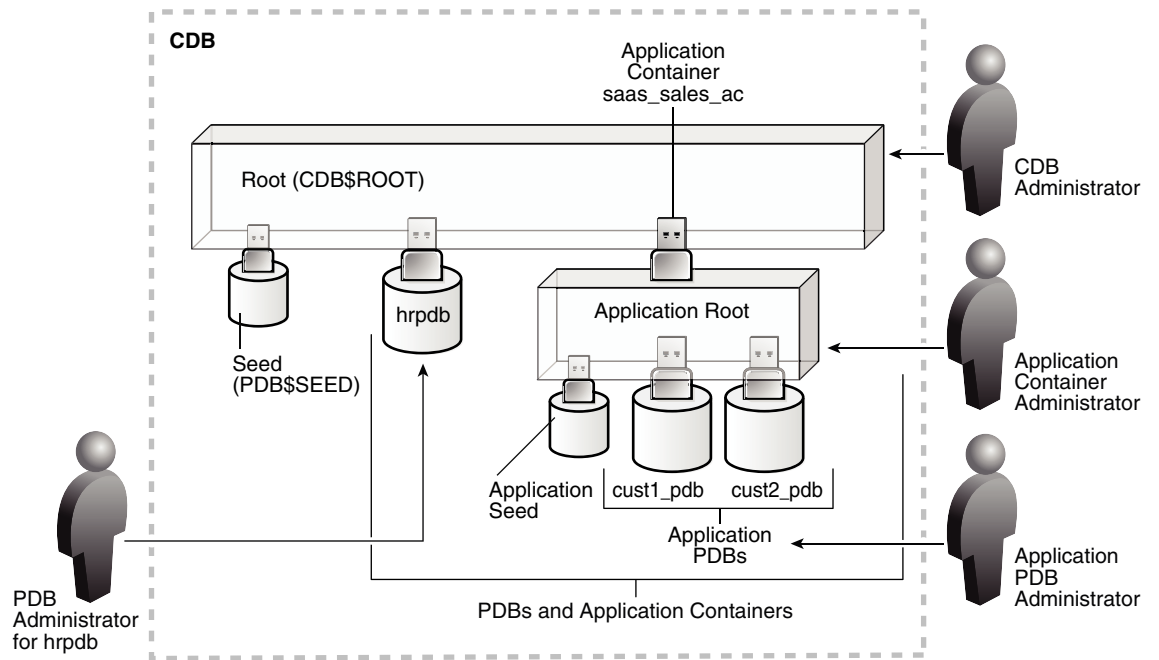 CDB
Application
Container
saas_sales_ac
Root (CDB$ROOT)
CDB
Administrator
hrpdb
Application Root
Seed
(PDB$SEED)
Application
Container
Administrator
Application
Seed
cust1_pdb
cust2_pdb
Application
PDBs
Application
PDB
Administrator
PDB
Administrator
for hrpdb
PDBs and Application Containers